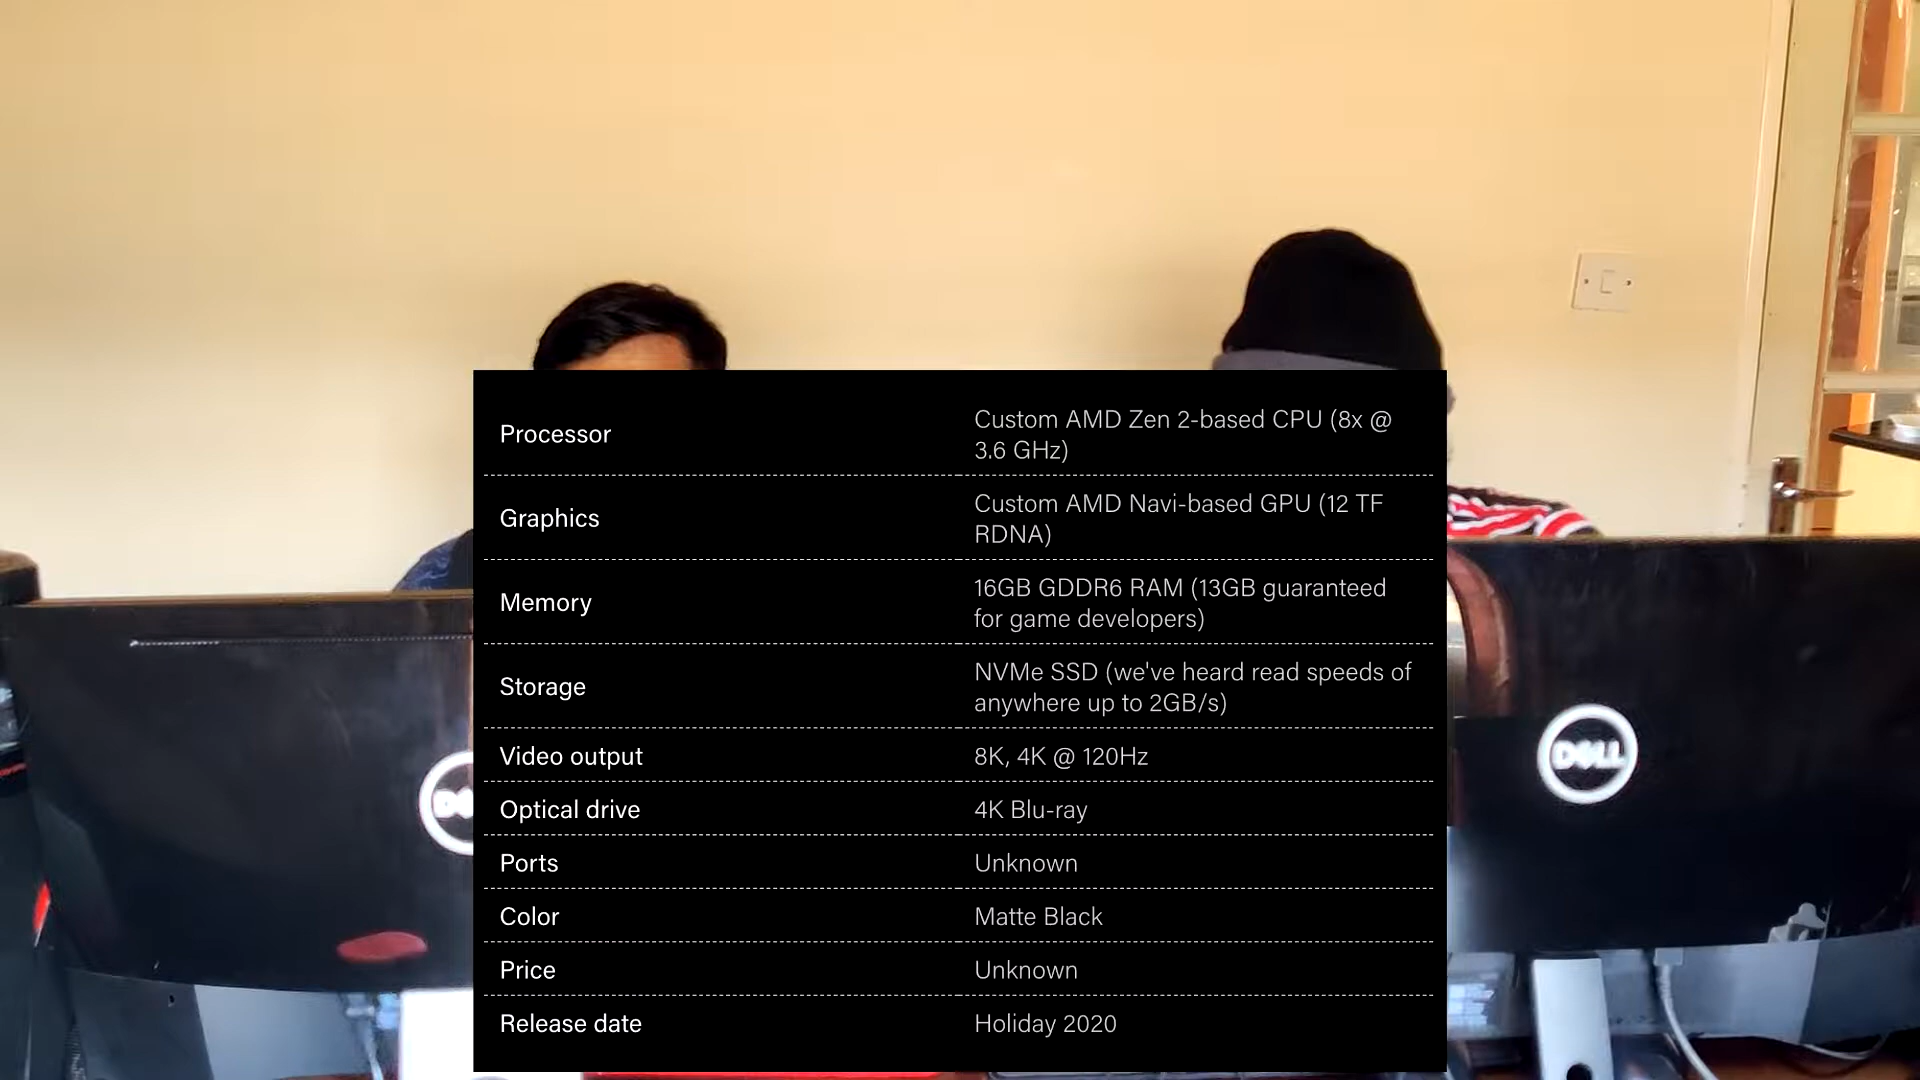 Processor
Custom AMD Zen 2-based CPU (8x @
3.6 GHz)
Graphics
Custom AMD Navi-based GPU (12 TF
RDNA)
Memory
16GB GDDR6 RAM (13GB guaranteed
for game developers)
Storage
NVMe SSD (we've heard read speeds of
anywhere up to 2GB/s)
Video output
8K, 4K @ 120Hz
Optical drive
4K Blu-ray
Ports
Unknown
Color
Matte Black
Price
Unknown
Release date
Holiday 2020
DELL